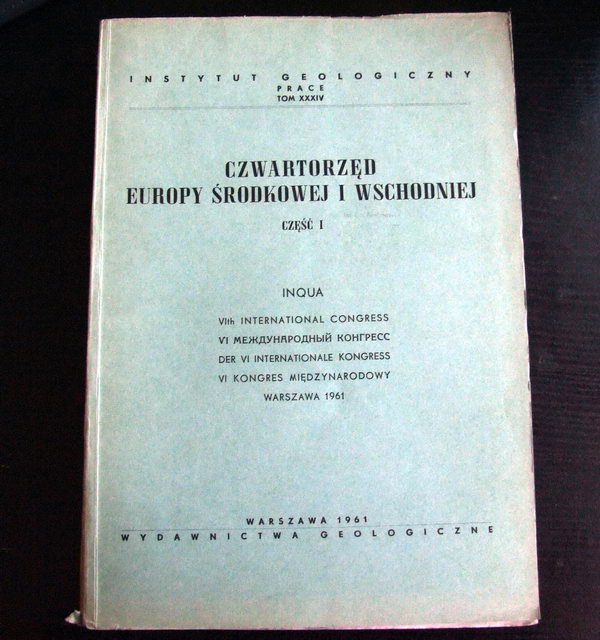 INSTYTUT GEOLOGICZNY
PRACE
TOM XXXIV
CZWARTORZĘD
EUROPY ŚRODKOWEJ I WSCHODNIEJ
CZĘŚĆ I
INQUA
VIth INTERNATIONAL CONGRESS
VI МЕЖДУНАРОДНЫЙ КОНГРЕСС
DER VI INTERNATIONALE KONGRESS
VI KONGRES MIĘDZYNARODOWY
WARSZAWA 1961
WARSZAWA 1961
WYDAWNICTWA GEOLOGICZNE